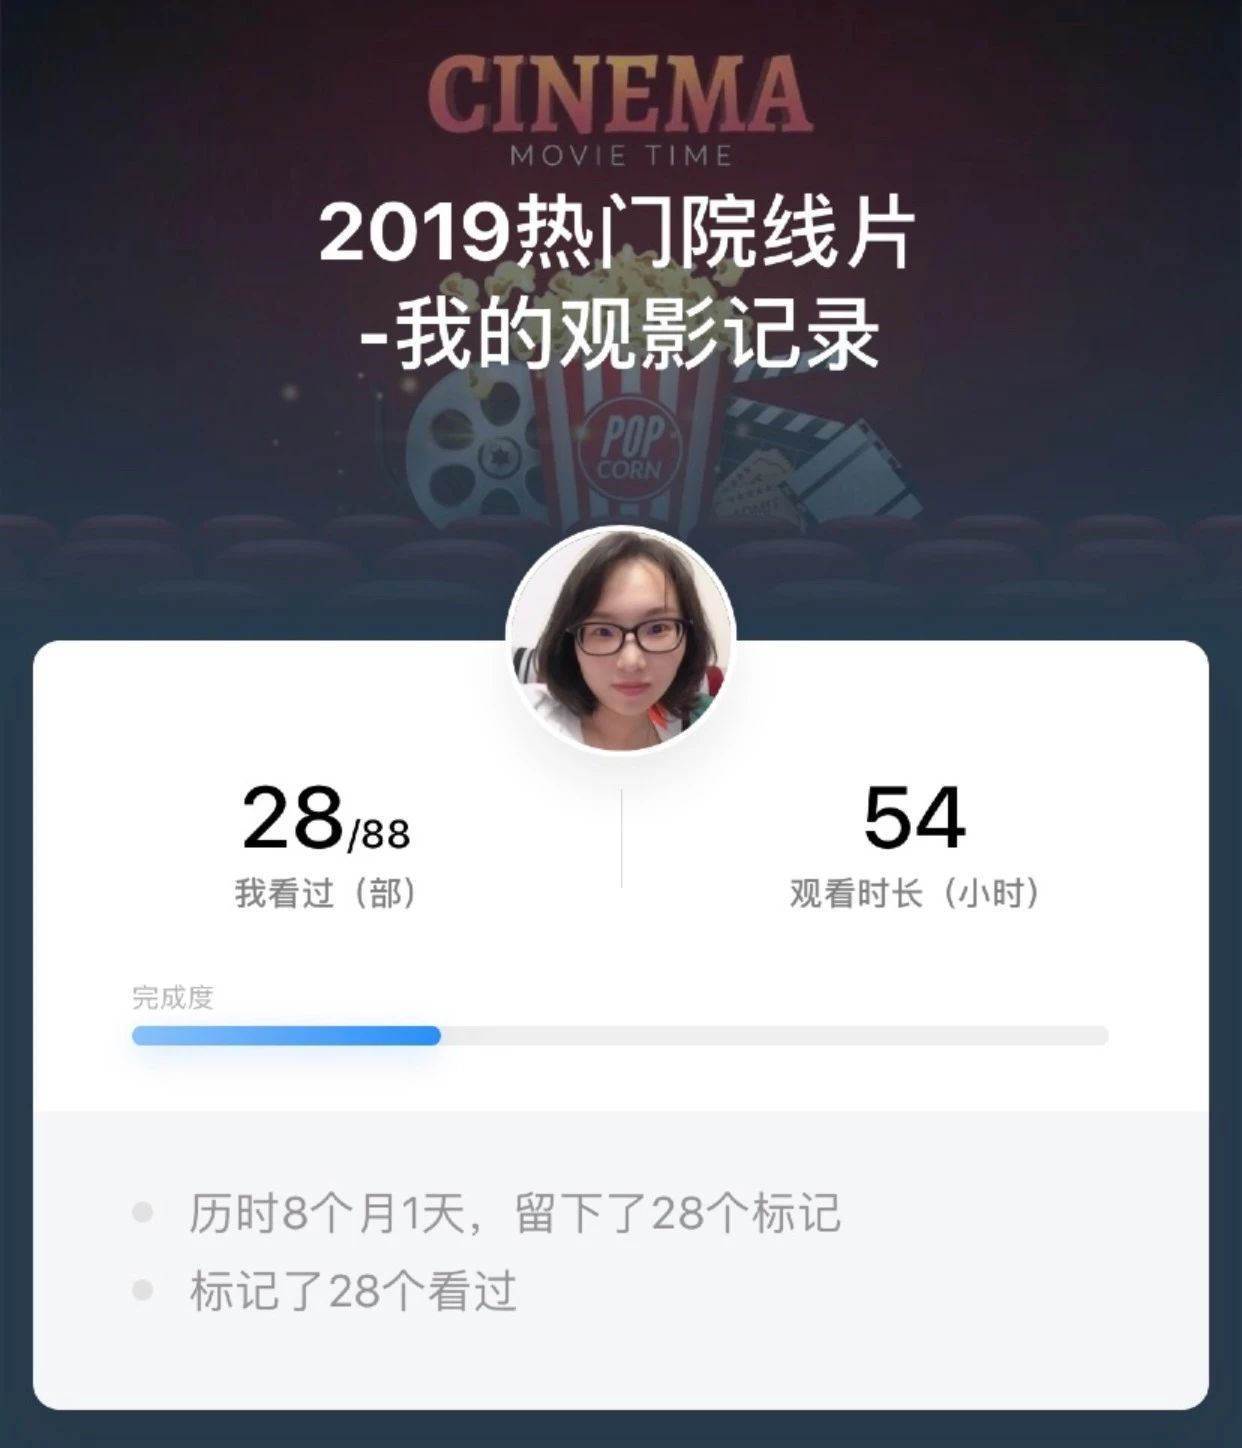 CINEMA
MOVIE TIME
2019热门院线片
-我的观影记录
POP
CORN
ADMIT
28/88
我看过（部）
54
观看时长（小时）
完成度
历时8个月1天，留下了28个标记
标记了28个看过